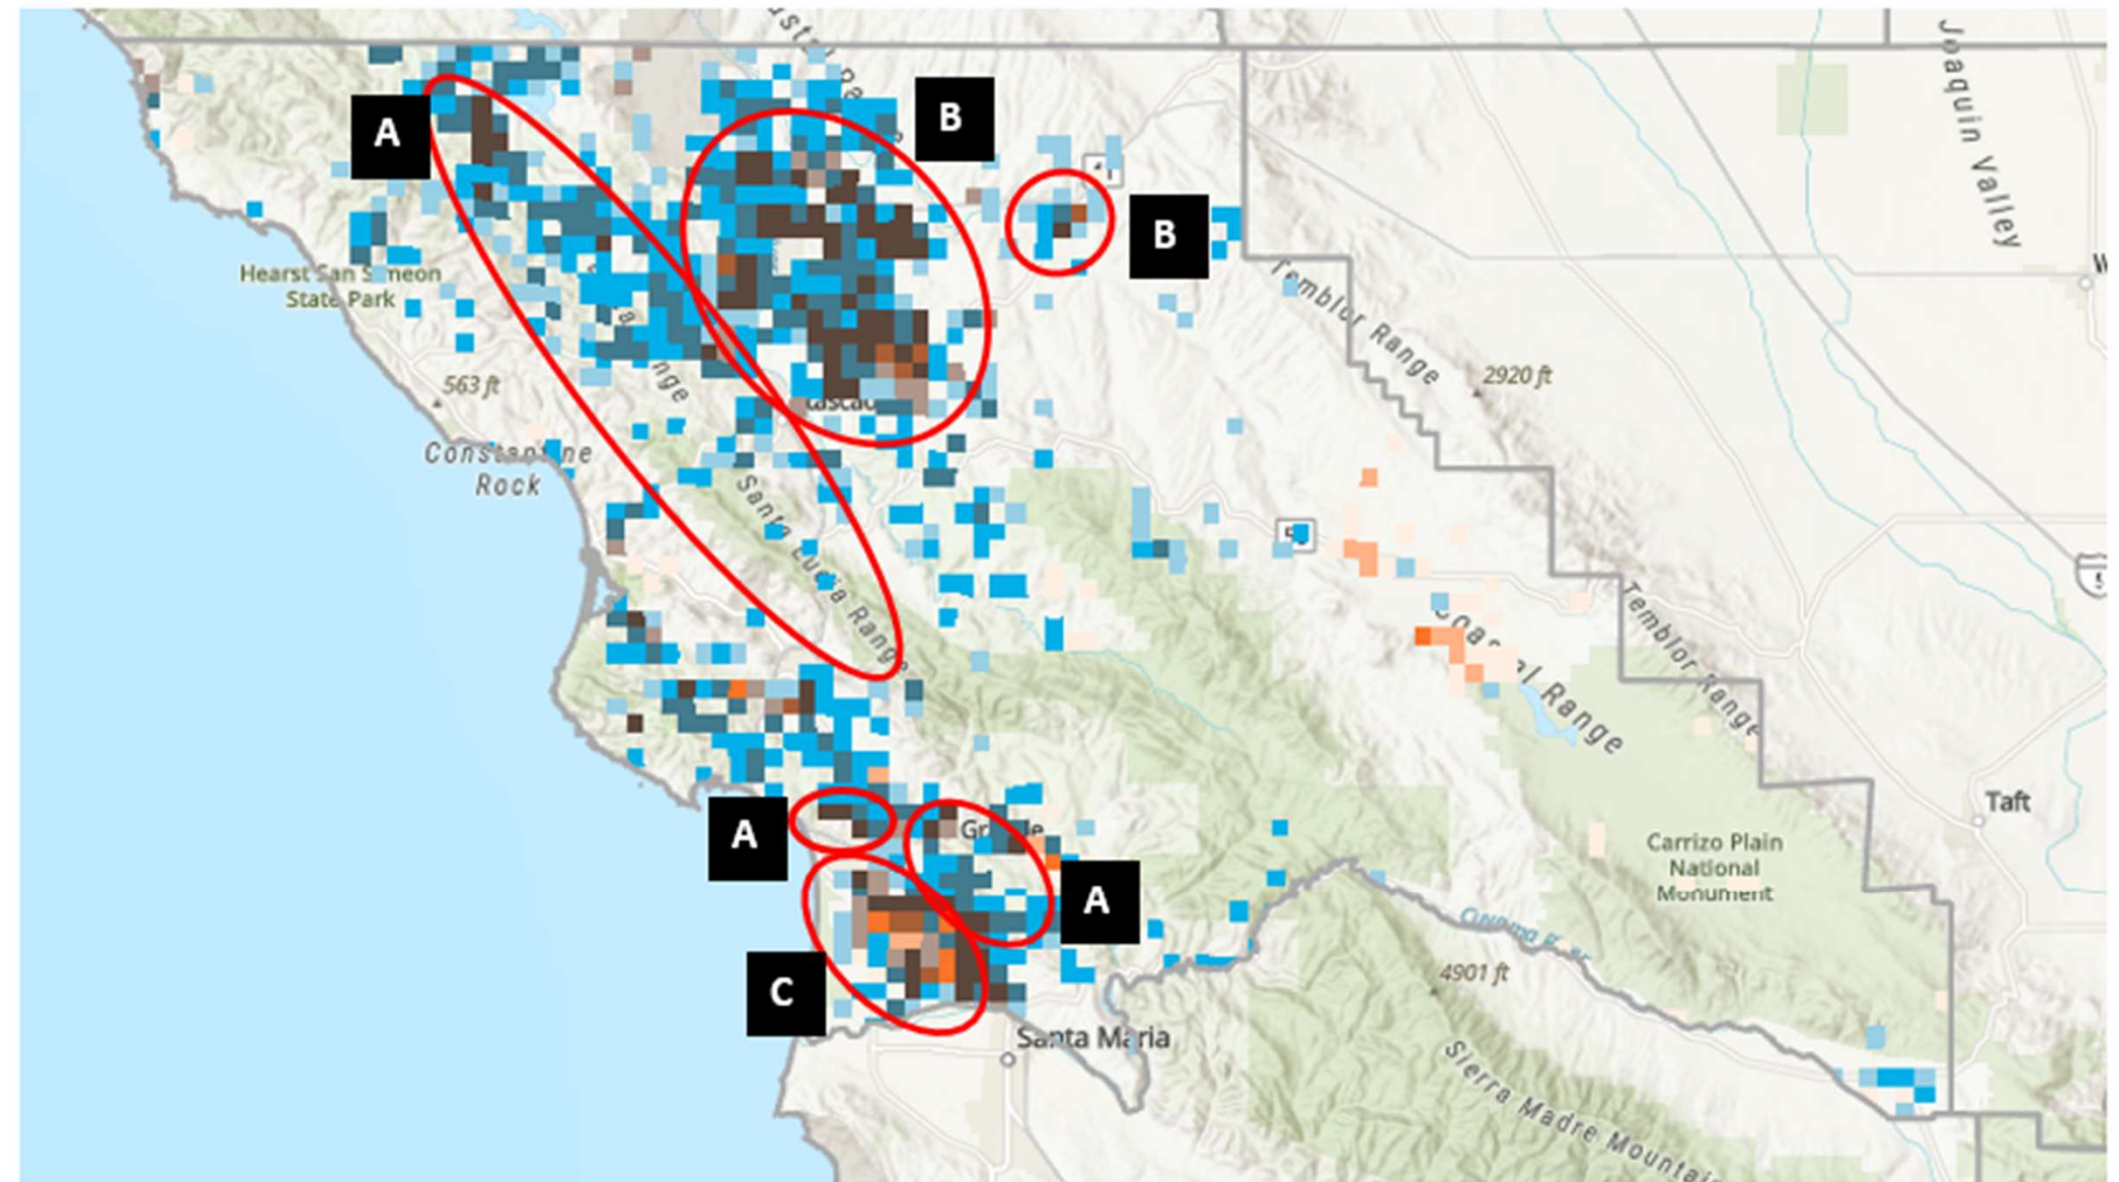 Joaquin Valley
A
B
B
Hearst San Simeon
State Park
Temblor Range
2920 ft
563 ft
Constantine
Rock
Santa Lucia Range
Temblor Range
Coastal Range
Taft
A
A
Carrizo Plain
National
Monument
4901 ft
C
Santa Maria
Sierra Madre Mountai